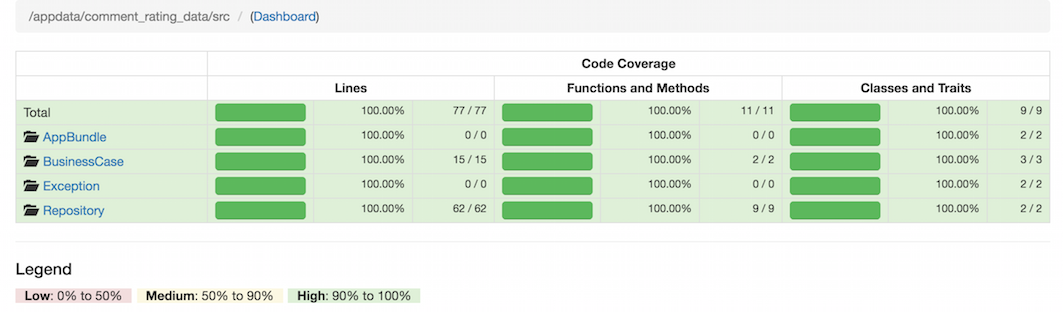 /appdata/comment_rating_data/src / (Dashboard)
Code Coverage
Lines Functions and Methods Classes and Traits
Total 100.00% 77 / 77 100.00% 11 / 11 100.00% 9 / 9
AppBundle 100.00% 0 / 0 100.00% 0 / 0 100.00% 2 / 2
BusinessCase 100.00% 15 / 15 100.00% 2 / 2 100.00% 3 / 3
Exception 100.00% 0 / 0 100.00% 0 / 0 100.00% 2 / 2
Repository 100.00% 62 / 62 100.00% 9 / 9 100.00% 2 / 2
Legend
Low: 0% to 50% Medium: 50% to 90% High: 90% to 100%